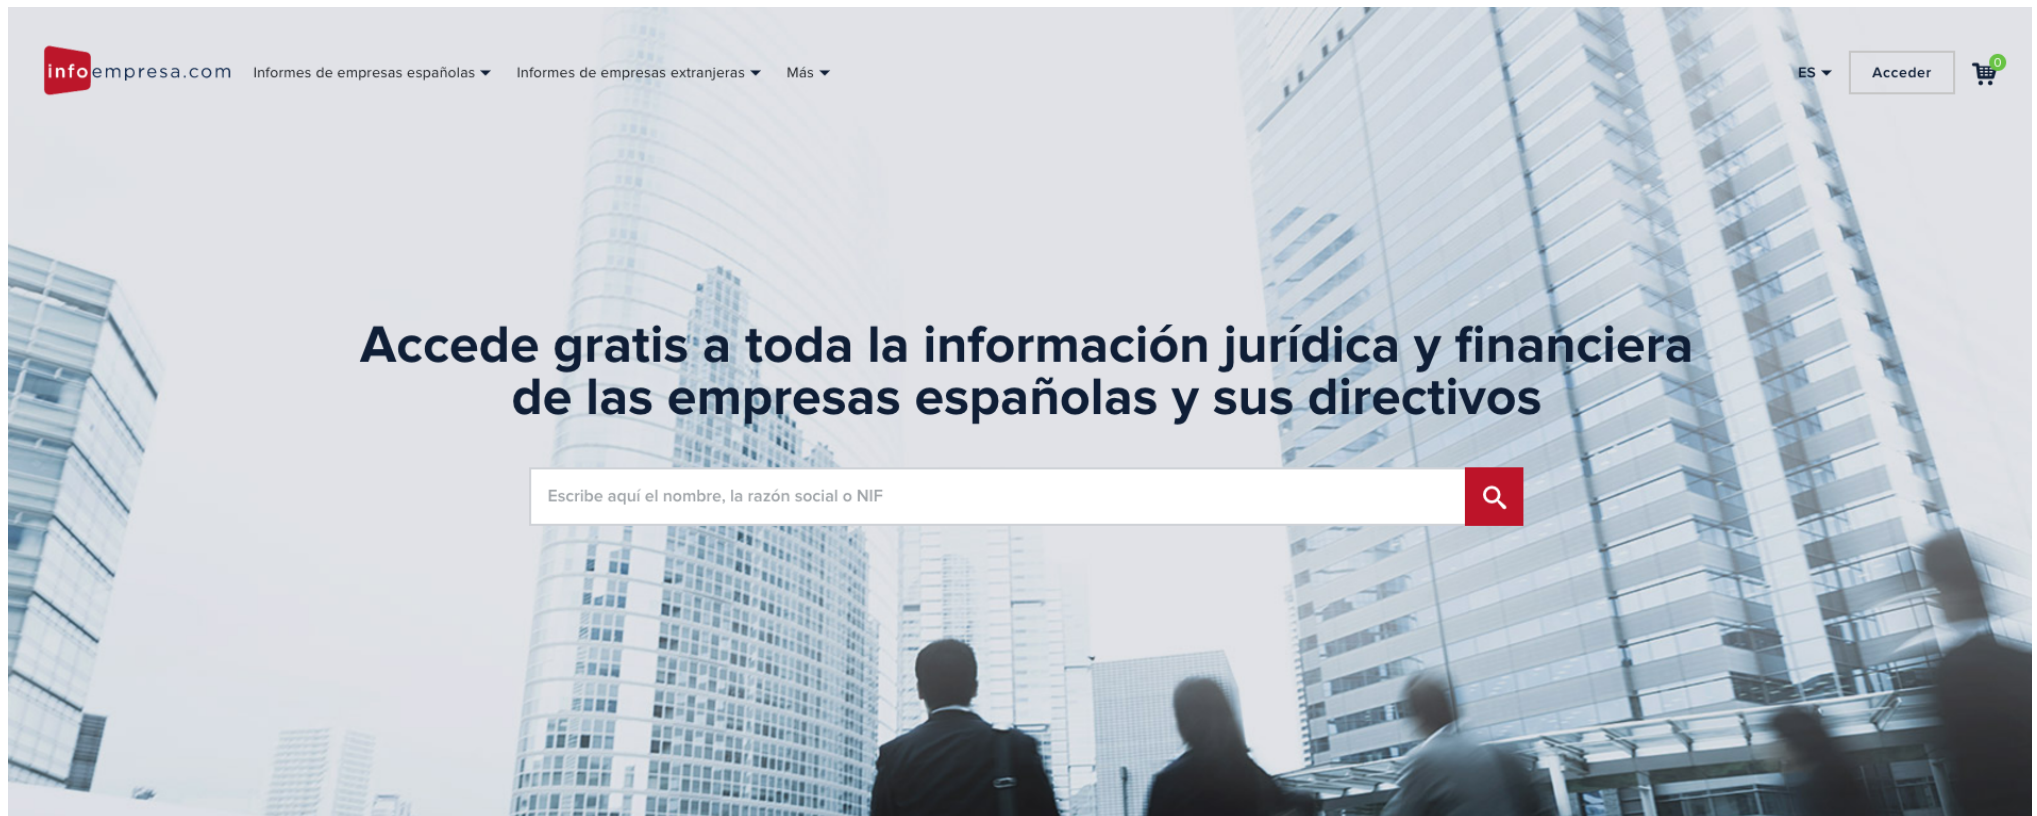 infoempresa.com
Informes de empresas españolas
Informes de empresas extranjeras
Más
ES
Acceder
0
Accede gratis a toda la información jurídica y financiera
de las empresas españolas y sus directivos
Escribe aquí el nombre, la razón social o NIF